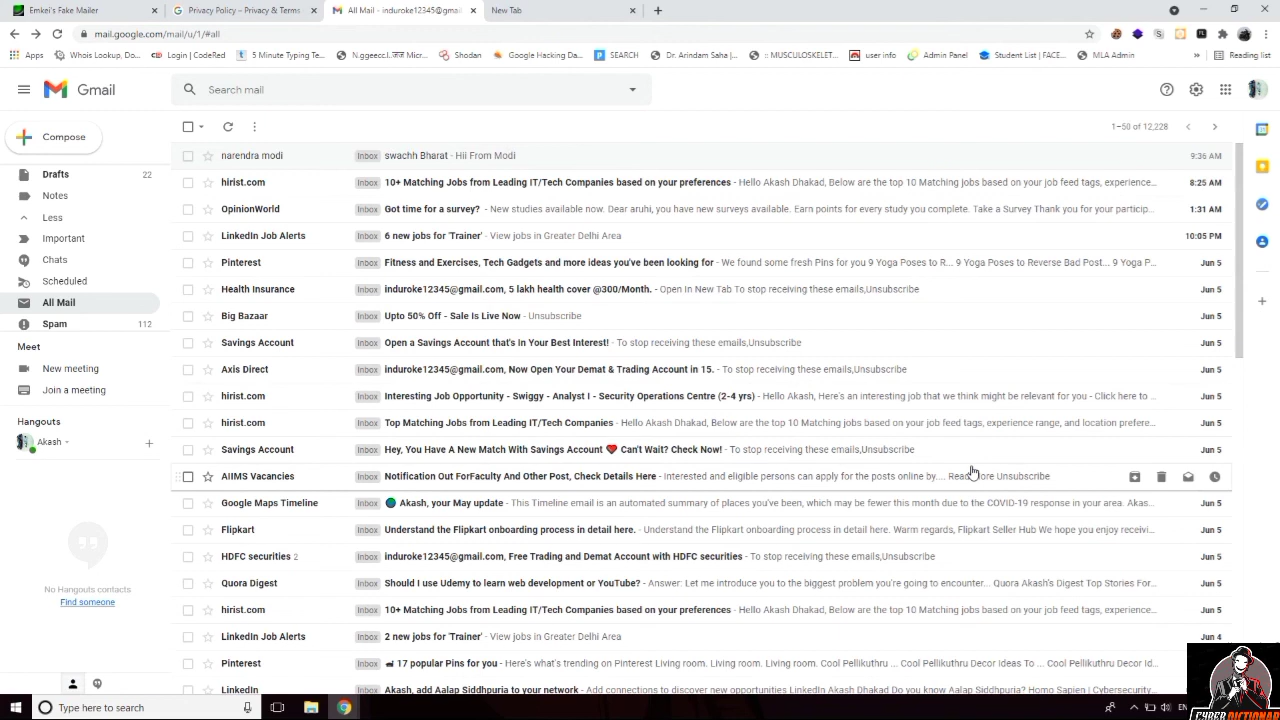 Emkei's Fake Mailer
Privacy Policy – Privacy & Terms
All Mail - induroke12345@gmai
New Tab
mail.google.com/mail/u/1/#all
Apps
Whois Lookup, Do...
Login | CodeRed
5 Minute Typing Te...
Shodan
Google Hacking Da...
SEARCH
Dr. Arindam Saha |...
:: MUSCULOSKELET...
user info
Admin Panel
Student List | FACE...
MLA Admin
»
Reading list
Gmail
Search mail
Compose
1–50 of 12,228
Drafts 22
Notes
Less
Important
Chats
Scheduled
All Mail
Spam 112
Meet
New meeting
Join a meeting
Hangouts
Akash
No Hangouts contacts
Find someone
narendra modi Inbox swachh Bharat - Hii From Modi 9:36 AM
hirist.com Inbox 10+ Matching Jobs from Leading IT/Tech Companies based on your preferences - Hello Akash Dhakad, Below are the top 10 Matching jobs based on your job feed tags, experience... 8:25 AM
OpinionWorld Inbox Got time for a survey? - New studies available now. Dear aruhi, you have new surveys available. Earn points for every study you complete. Take a Survey Thank you for your particip... 1:31 AM
LinkedIn Job Alerts Inbox 6 new jobs for 'Trainer' - View jobs in Greater Delhi Area 10:05 PM
Pinterest Inbox Fitness and Exercises, Tech Gadgets and more ideas you've been looking for - We found some fresh Pins for you 9 Yoga Poses to R... 9 Yoga Poses to Reverse Bad Post... 9 Yoga P... Jun 5
Health Insurance Inbox induroke12345@gmail.com, 5 lakh health cover @300/Month. - Open In New Tab To stop receiving these emails,Unsubscribe Jun 5
Big Bazaar Inbox Upto 50% Off - Sale Is Live Now - Unsubscribe Jun 5
Savings Account Inbox Open a Savings Account that's In Your Best Interest! - To stop receiving these emails,Unsubscribe Jun 5
Axis Direct Inbox induroke12345@gmail.com, Now Open Your Demat & Trading Account in 15. - To stop receiving these emails,Unsubscribe Jun 5
hirist.com Inbox Interesting Job Opportunity - Swiggy - Analyst I - Security Operations Centre (2-4 yrs) - Hello Akash, Here's an interesting job that we think might be relevant for you - Click here to ... Jun 5
hirist.com Inbox Top Matching Jobs from Leading IT/Tech Companies - Hello Akash Dhakad, Below are the top 10 Matching jobs based on your job feed tags, experience range, and location prefere... Jun 5
Savings Account Inbox Hey, You Have A New Match With Savings Account ❤️ Can't Wait? Check Now! - To stop receiving these emails,Unsubscribe Jun 5
AIIMS Vacancies Inbox Notification Out ForFaculty And Other Post, Check Details Here - Interested and eligible persons can apply for the posts online by.... Read More Unsubscribe
Google Maps Timeline Inbox Akash, your May update - This Timeline email is an automated summary of places you've been, which may be fewer this month due to the COVID-19 response in your area. Akas... Jun 5
Flipkart Inbox Understand the Flipkart onboarding process in detail here. - Understand the Flipkart onboarding process in detail here. Warm regards, Flipkart Seller Hub We hope you enjoy receivi... Jun 5
HDFC securities 2 Inbox induroke12345@gmail.com, Free Trading and Demat Account with HDFC securities - To stop receiving these emails,Unsubscribe Jun 5
Quora Digest Inbox Should I use Udemy to learn web development or YouTube? - Answer: Let me introduce you to the biggest problem you're going to encounter... Quora Akash's Digest Top Stories For... Jun 5
hirist.com Inbox 10+ Matching Jobs from Leading IT/Tech Companies based on your preferences - Hello Akash Dhakad, Below are the top 10 Matching jobs based on your job feed tags, experience... Jun 5
LinkedIn Job Alerts Inbox 2 new jobs for 'Trainer' - View jobs in Greater Delhi Area Jun 4
Pinterest Inbox 17 popular Pins for you - Here's what's trending on Pinterest Living room. Living room. Living room. Cool Pellikuthru ... Cool Pellikuthru Decor Ideas To ... Cool Pellikuthru Decor Id...
LinkedIn Inbox Akash, add Aalap Siddhpuria to your network - Add connections to discover new opportunities LinkedIn Akash Dhakad Do you know Aalap Siddhpuria? Homo Sapien | Cybersecurity...
Type here to search
EN
CYBER DICTIONAR